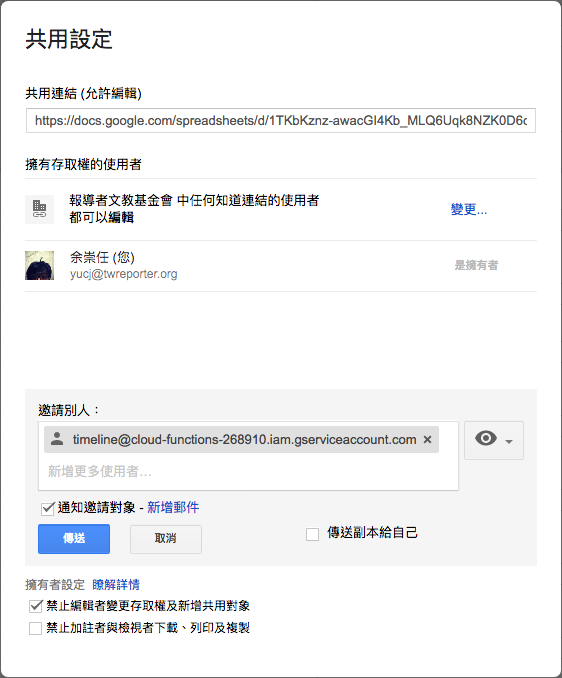 共用設定
共用連結 (允許編輯)
https://docs.google.com/spreadsheets/d/1TKbKznz-awacGI4Kb_MLQ6Uqk8NZK0D6c
擁有存取權的使用者
報導者文教基金會 中任何知道連結的使用者
都可以編輯
變更...
余崇任 (您)
yucj@twreporter.org
是擁有者
邀請別人：
timeline@cloud-functions-268910.iam.gserviceaccount.com ×
新增更多使用者...
通知邀請對象 - 新增郵件
傳送 取消 傳送副本給自己
擁有者設定 瞭解詳情
禁止編輯者變更存取權及新增共用對象
禁止加註者與檢視者下載、列印及複製